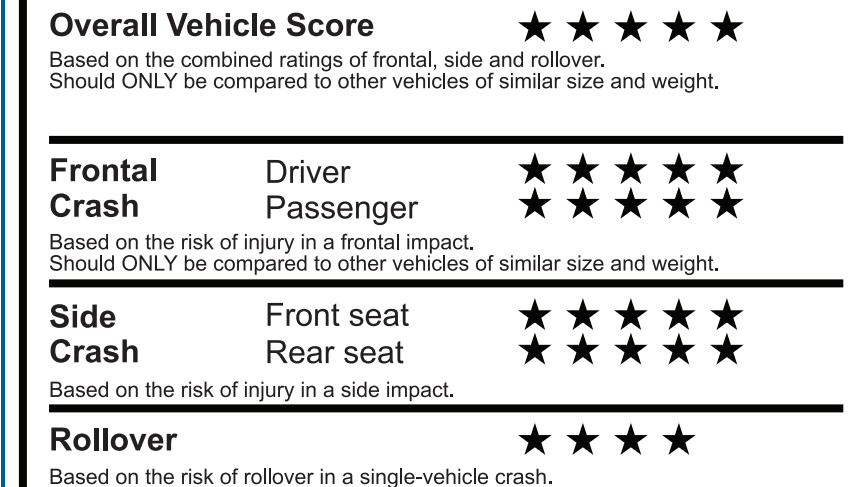 Overall Vehicle Score ★ ★ ★ ★ ★
Based on the combined ratings of frontal, side and rollover.
Should ONLY be compared to other vehicles of similar size and weight.
Frontal Driver ★ ★ ★ ★ ★
Crash Passenger ★ ★ ★ ★ ★
Based on the risk of injury in a frontal impact.
Should ONLY be compared to other vehicles of similar size and weight.
Side Front seat ★ ★ ★ ★ ★
Crash Rear seat ★ ★ ★ ★ ★
Based on the risk of injury in a side impact.
Rollover ★ ★ ★ ★
Based on the risk of rollover in a single-vehicle crash.